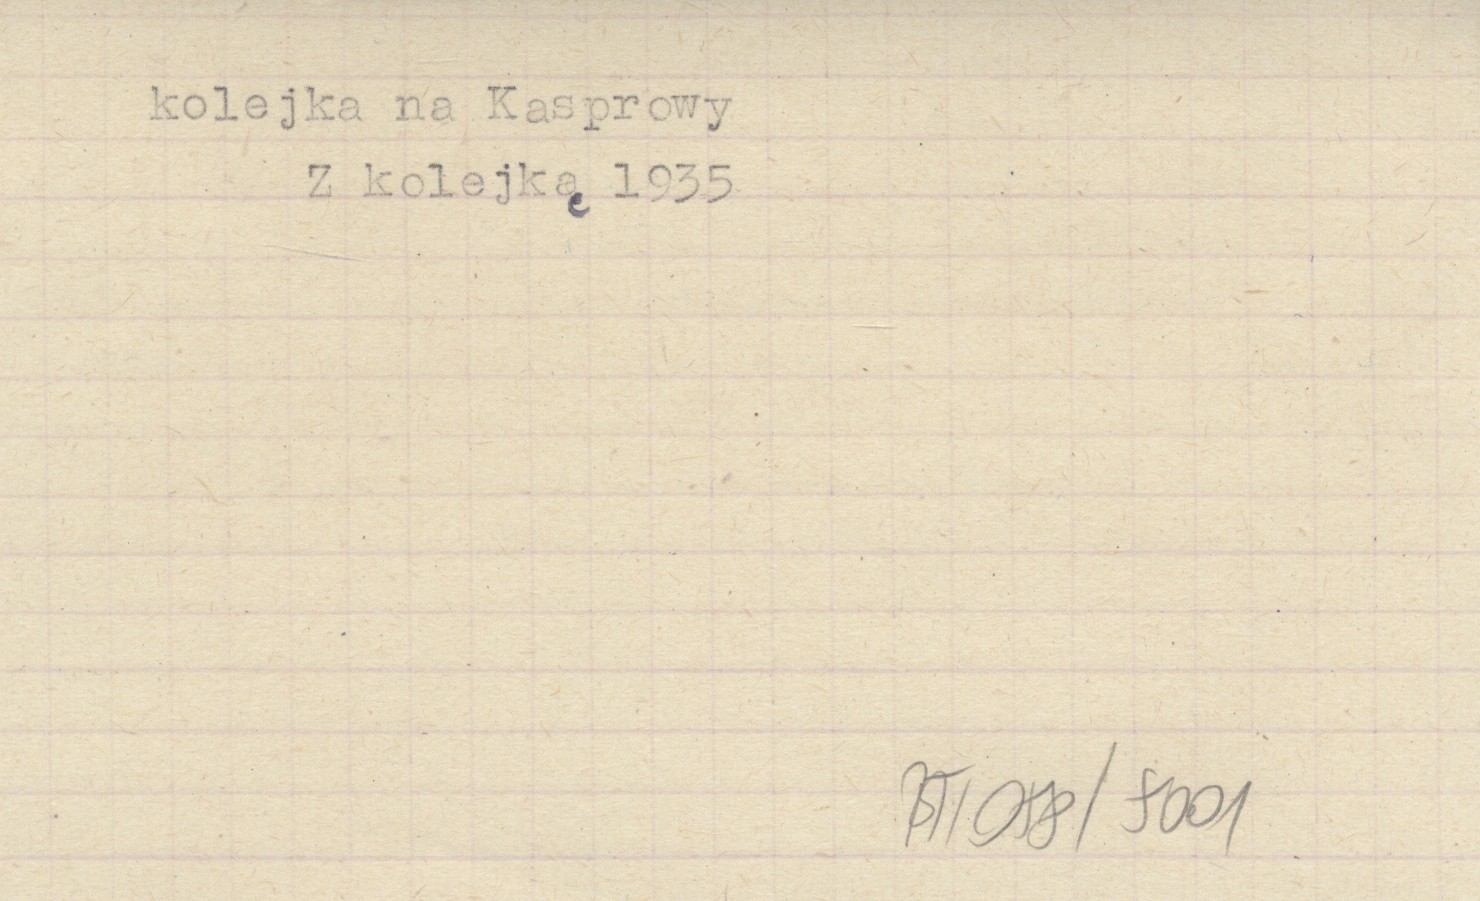 kolejka na Kasprowy
Z kolejką 1935